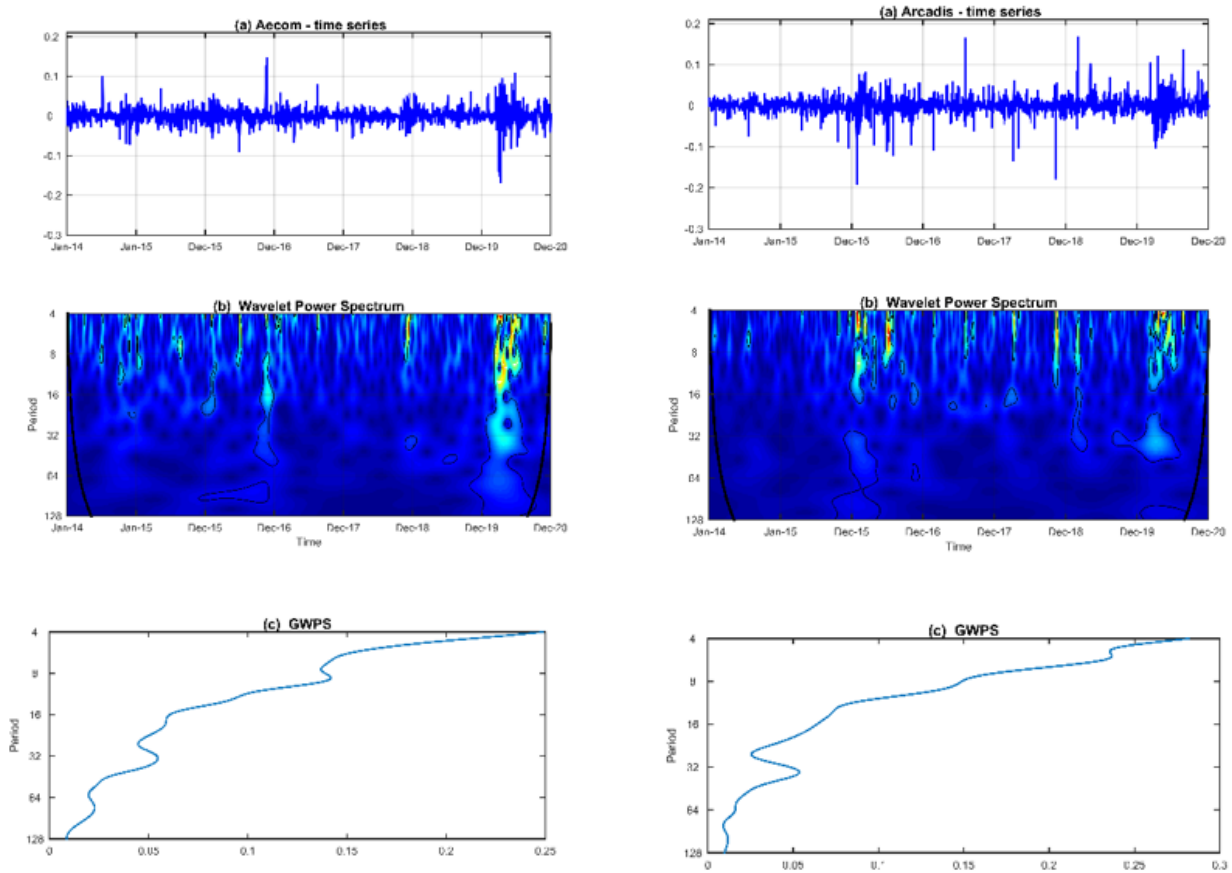 (a) Aecom - time series
0.2
0.1
0
-0.1
-0.2
-0.3
Jan-14 Jan-15 Dec-15 Dec-16 Dec-17 Dec-18 Dec-19 Dec-20
(b) Wavelet Power Spectrum
Period
4
8
16
32
64
128
Jan-14 Jan-15 Dec-15 Dec-16 Dec-17 Dec-18 Dec-19 Dec-20
Time
(c) GWPS
Period
4
8
16
32
64
128
0 0.05 0.1 0.15 0.2 0.25
(a) Arcadis - time series
0.2
0.1
0
-0.1
-0.2
-0.3
Jan-14 Jan-15 Dec-15 Dec-16 Dec-17 Dec-18 Dec-19 Dec-20
(b) Wavelet Power Spectrum
Period
4
8
16
32
64
128
Jan-14 Jan-15 Dec-15 Dec-16 Dec-17 Dec-18 Dec-19 Dec-20
Time
(c) GWPS
Period
4
8
16
32
64
128
0 0.05 0.1 0.15 0.2 0.25 0.3